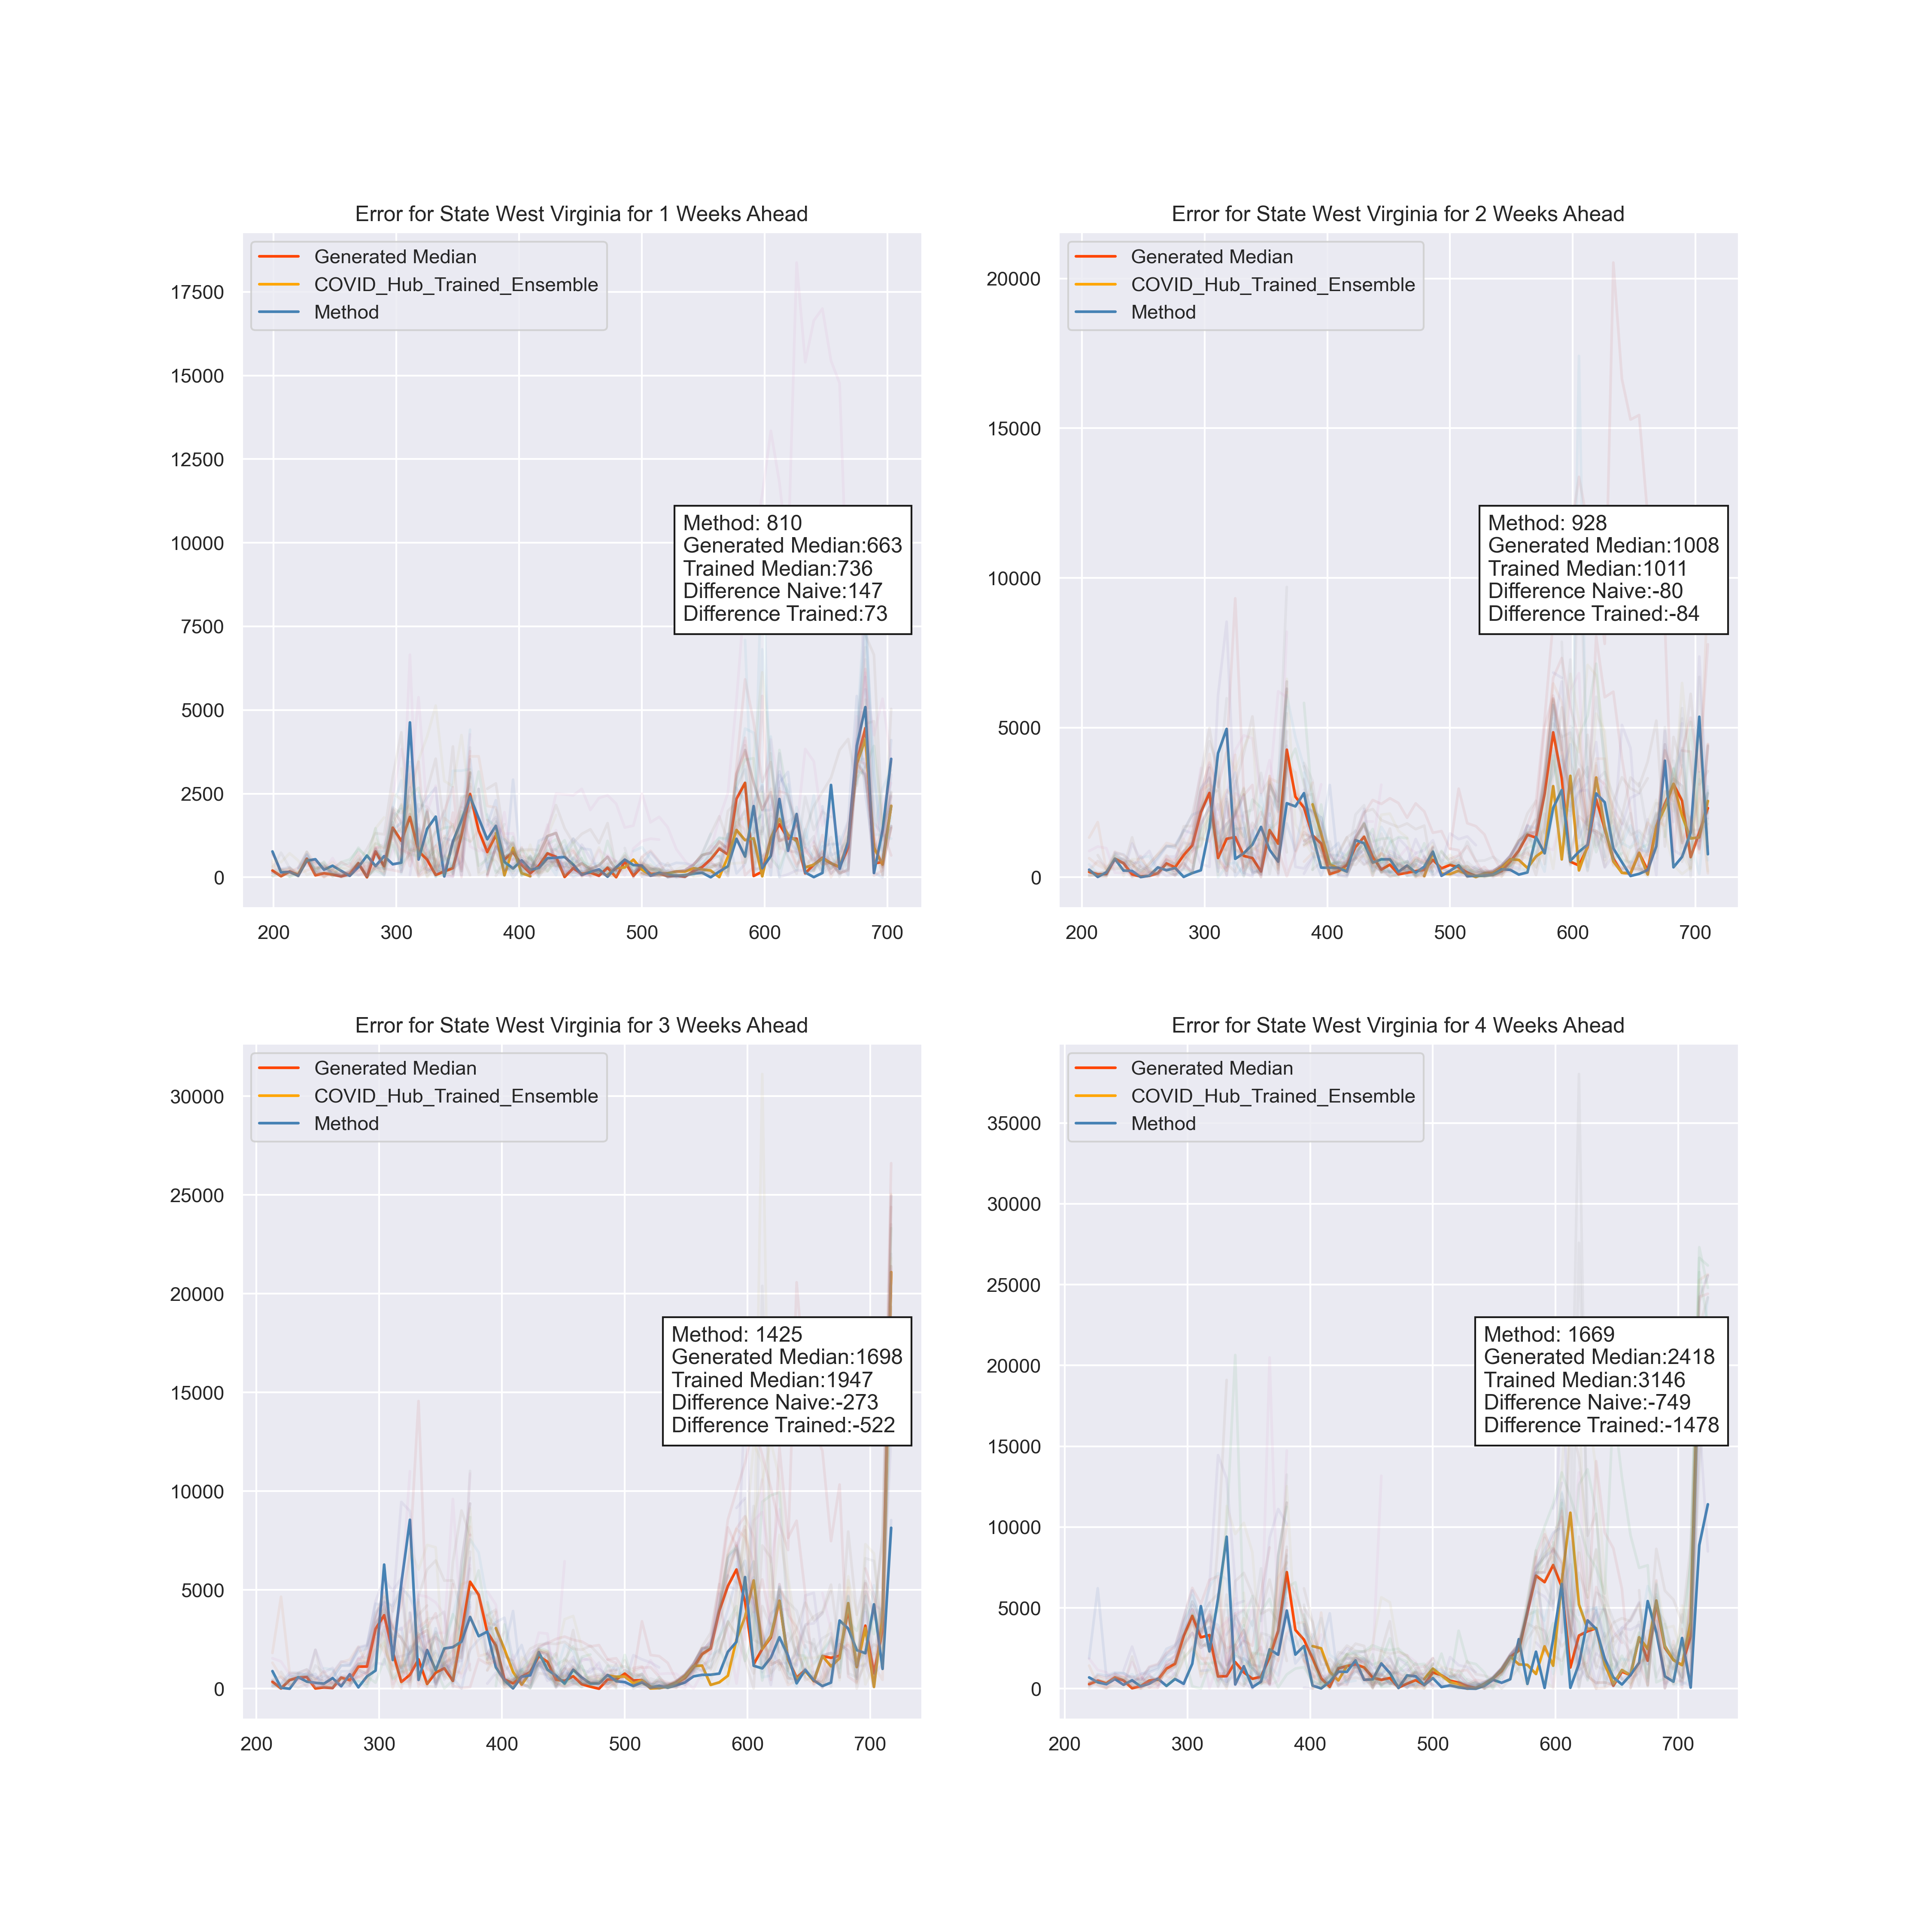 Error for State West Virginia for 1 Weeks Ahead
Generated Median
COVID_Hub_Trained_Ensemble
Method
17500
15000
12500
10000
7500
5000
2500
0
Method: 810
Generated Median:663
Trained Median:736
Difference Naive:147
Difference Trained:73
200 300 400 500 600 700
Error for State West Virginia for 2 Weeks Ahead
Generated Median
COVID_Hub_Trained_Ensemble
Method
20000
15000
10000
5000
0
Method: 928
Generated Median:1008
Trained Median:1011
Difference Naive:-80
Difference Trained:-84
200 300 400 500 600 700
Error for State West Virginia for 3 Weeks Ahead
Generated Median
COVID_Hub_Trained_Ensemble
Method
30000
25000
20000
15000
10000
5000
0
Method: 1425
Generated Median:1698
Trained Median:1947
Difference Naive:-273
Difference Trained:-522
200 300 400 500 600 700
Error for State West Virginia for 4 Weeks Ahead
Generated Median
COVID_Hub_Trained_Ensemble
Method
35000
30000
25000
20000
15000
10000
5000
0
Method: 1669
Generated Median:2418
Trained Median:3146
Difference Naive:-749
Difference Trained:-1478
200 300 400 500 600 700